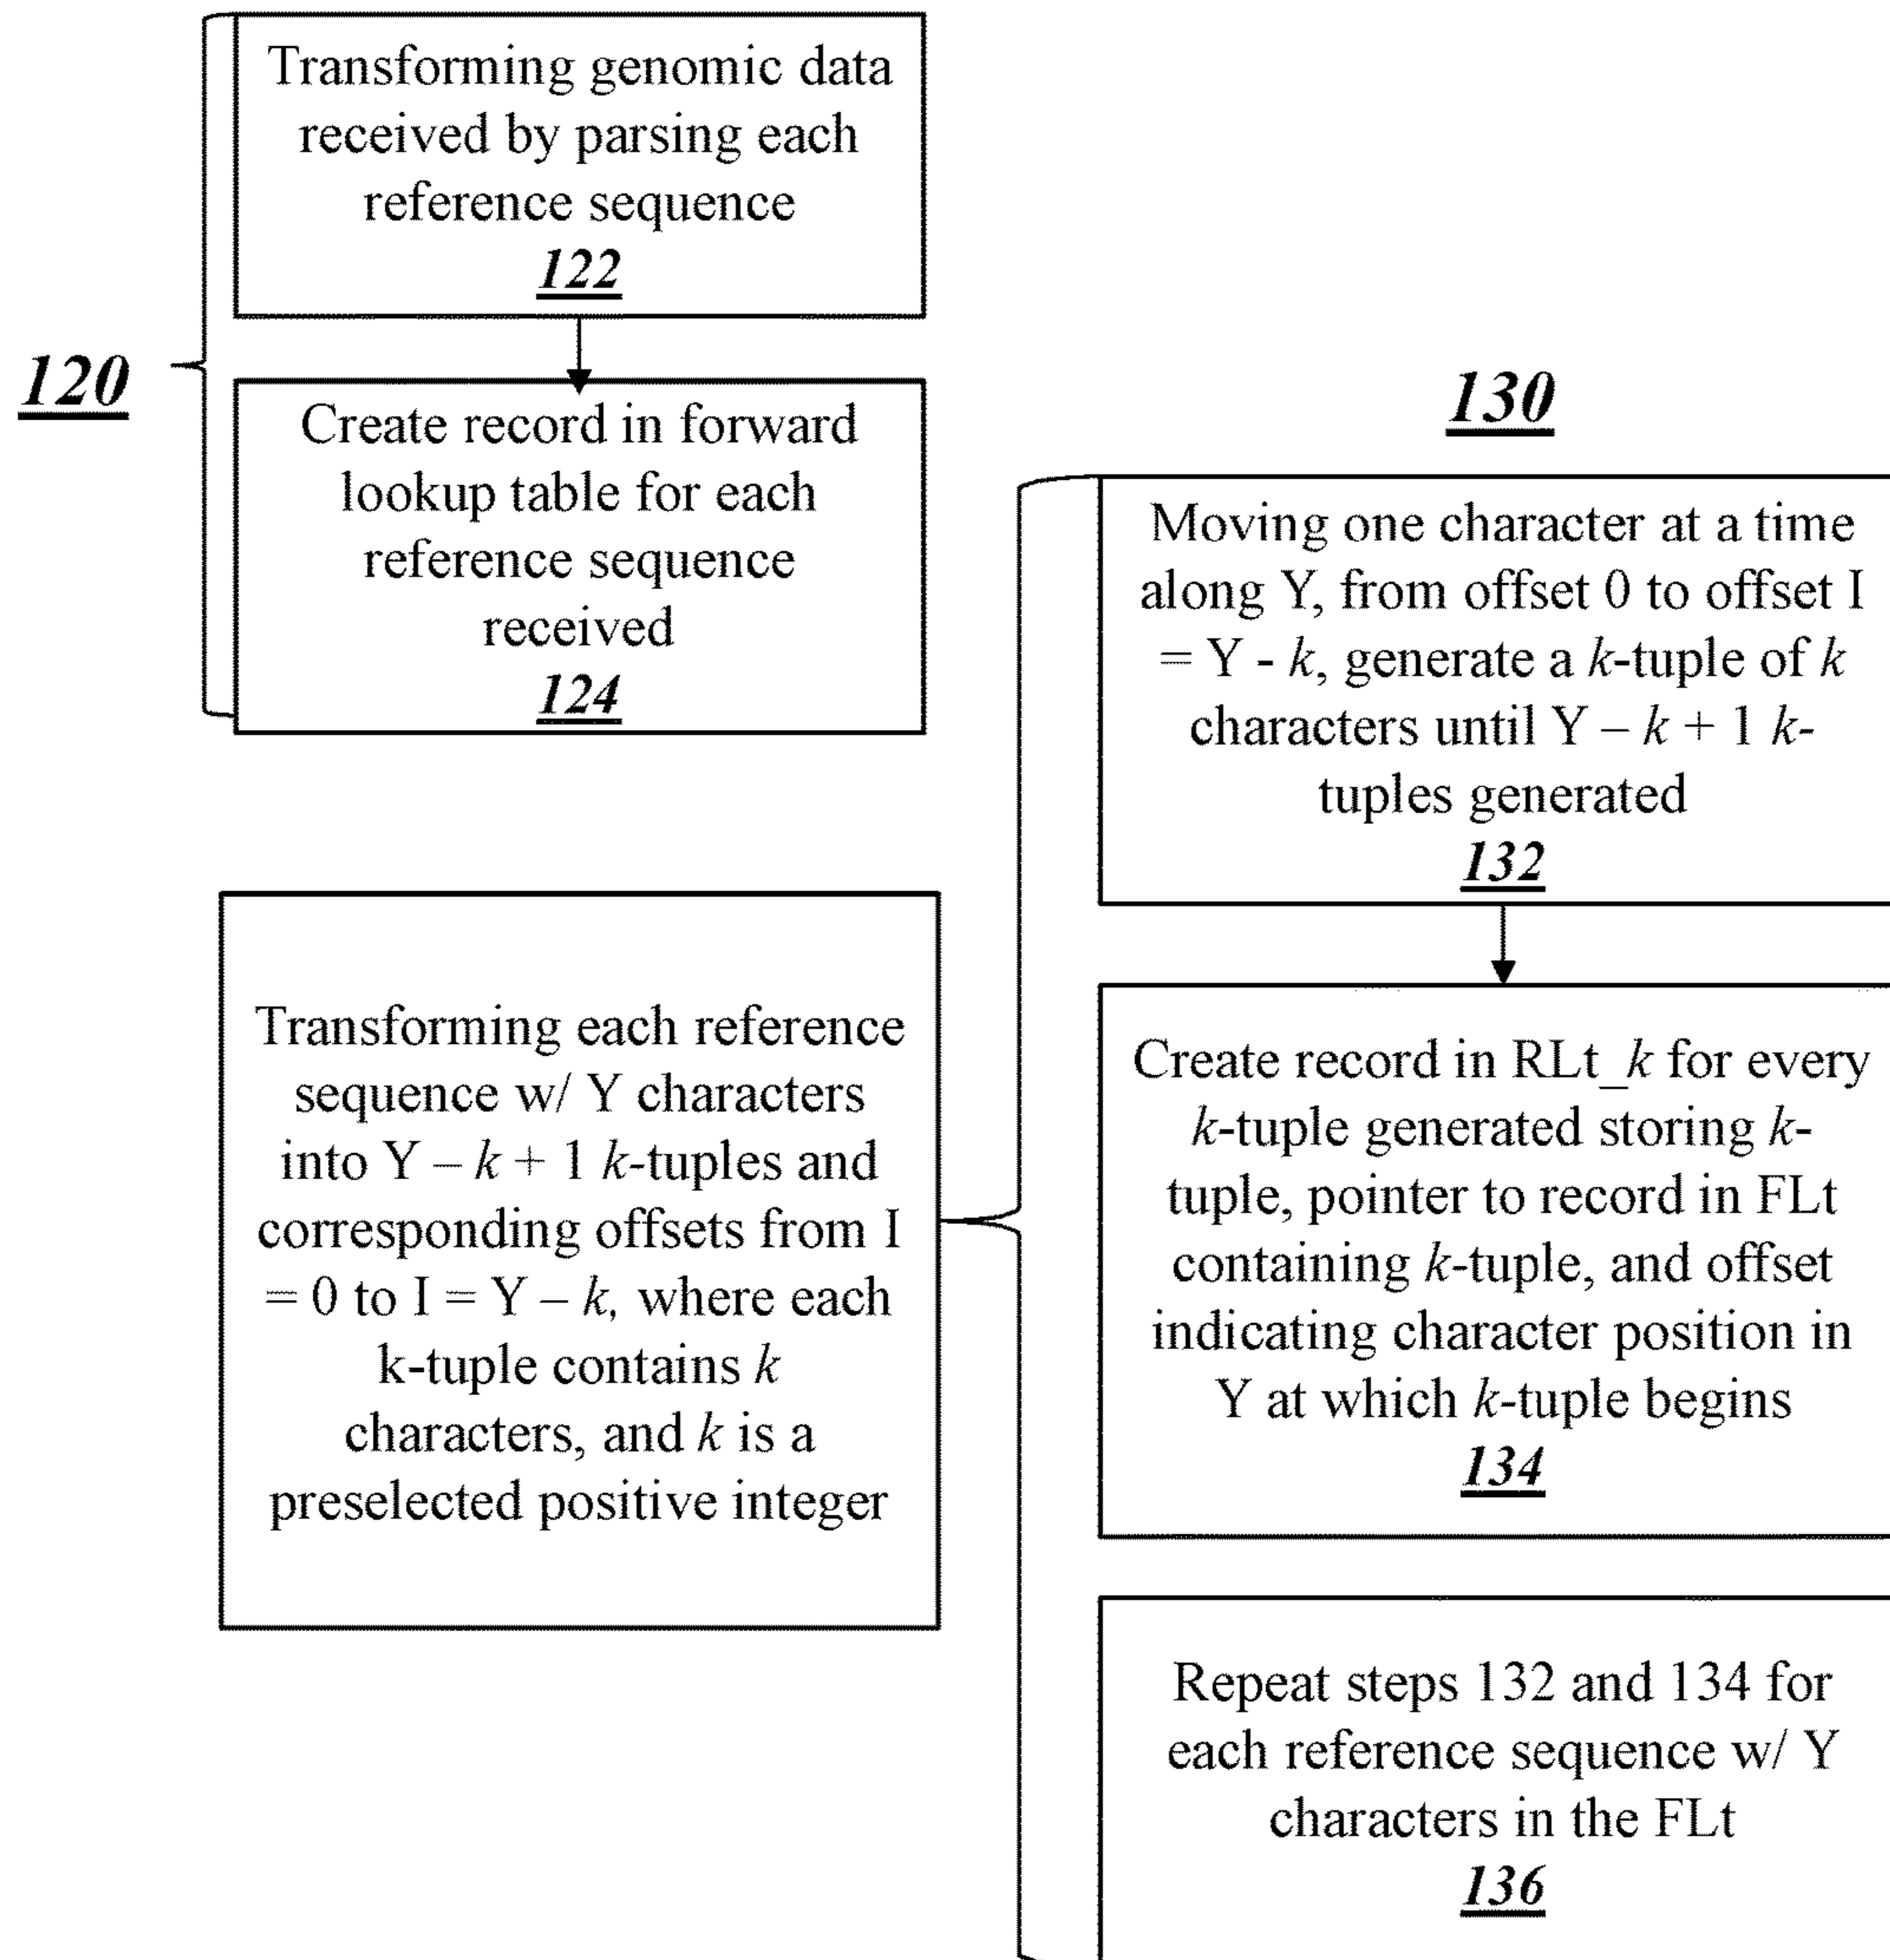 Transforming genomic data
received by parsing each
reference sequence
122
120
Create record in forward
lookup table for each
reference sequence
received
124
Transforming each reference
sequence w/ Y characters
into Y – k + 1 k-tuples and
corresponding offsets from I
= 0 to I = Y – k, where each
k-tuple contains k
characters, and k is a
preselected positive integer
130
Moving one character at a time
along Y, from offset 0 to offset I
= Y - k, generate a k-tuple of k
characters until Y – k + 1 k-
tuples generated
132
Create record in RLt_k for every
k-tuple generated storing k-
tuple, pointer to record in FLt
containing k-tuple, and offset
indicating character position in
Y at which k-tuple begins
134
Repeat steps 132 and 134 for
each reference sequence w/ Y
characters in the FLt
136